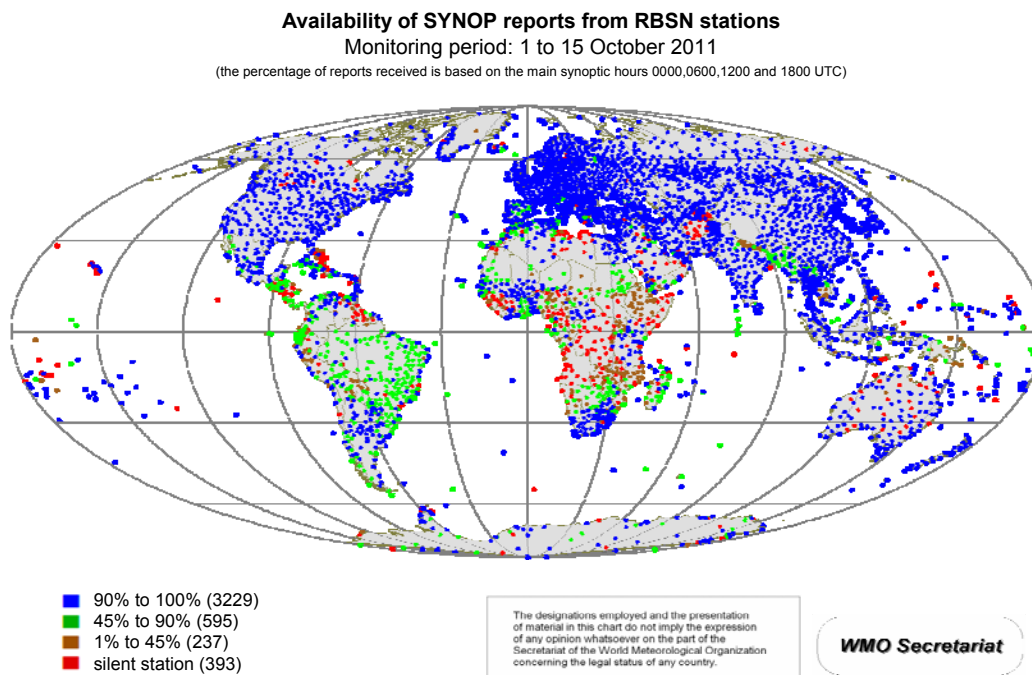 Availability of SYNOP reports from RBSN stations
Monitoring period: 1 to 15 October 2011
(the percentage of reports received is based on the main synoptic hours 0000,0600,1200 and 1800 UTC)
90% to 100% (3229)
45% to 90% (595)
1% to 45% (237)
silent station (393)
The designations employed and the presentation
of material in this chart do not imply the expression
of any opinion whatsoever on the part of the
Secretariat of the World Meteorological Organization
concerning the legal status of any country.
WMO Secretariat